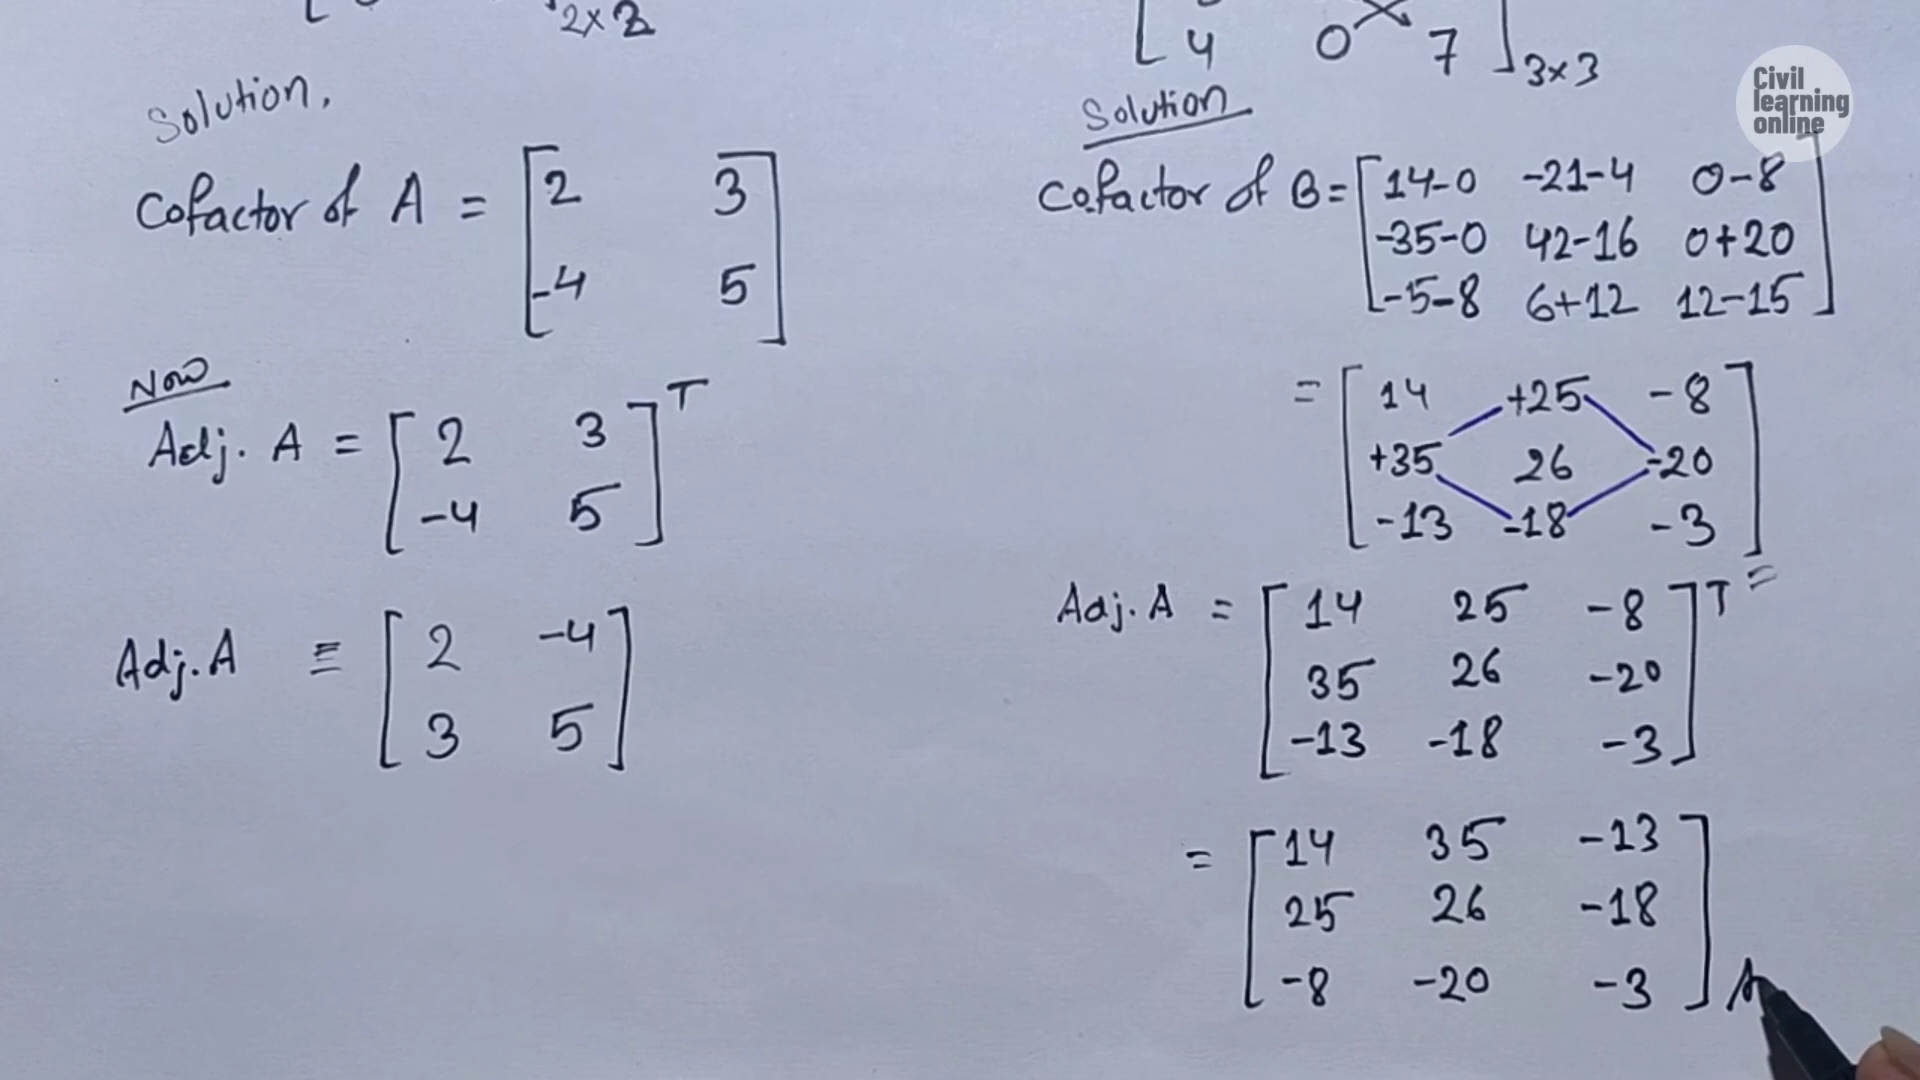 2×2
Solution,
Cofactor of A = [2 3
-4 5]
Now
Adj. A = [2 3
-4 5]T
Adj. A = [2 -4
3 5]
4 0 7]3×3
Solution
Cofactor of B = [14-0 -21-4 0-8
-35-0 42-16 0+20
-5-8 6+12 12-15]
= [14 +25 -8
+35 26 -20
-13 -18 -3]
Adj. A = [14 25 -8
35 26 -20
-13 -18 -3]T =
= [14 35 -13
25 26 -18
-8 -20 -3] A
Civil
learning
online